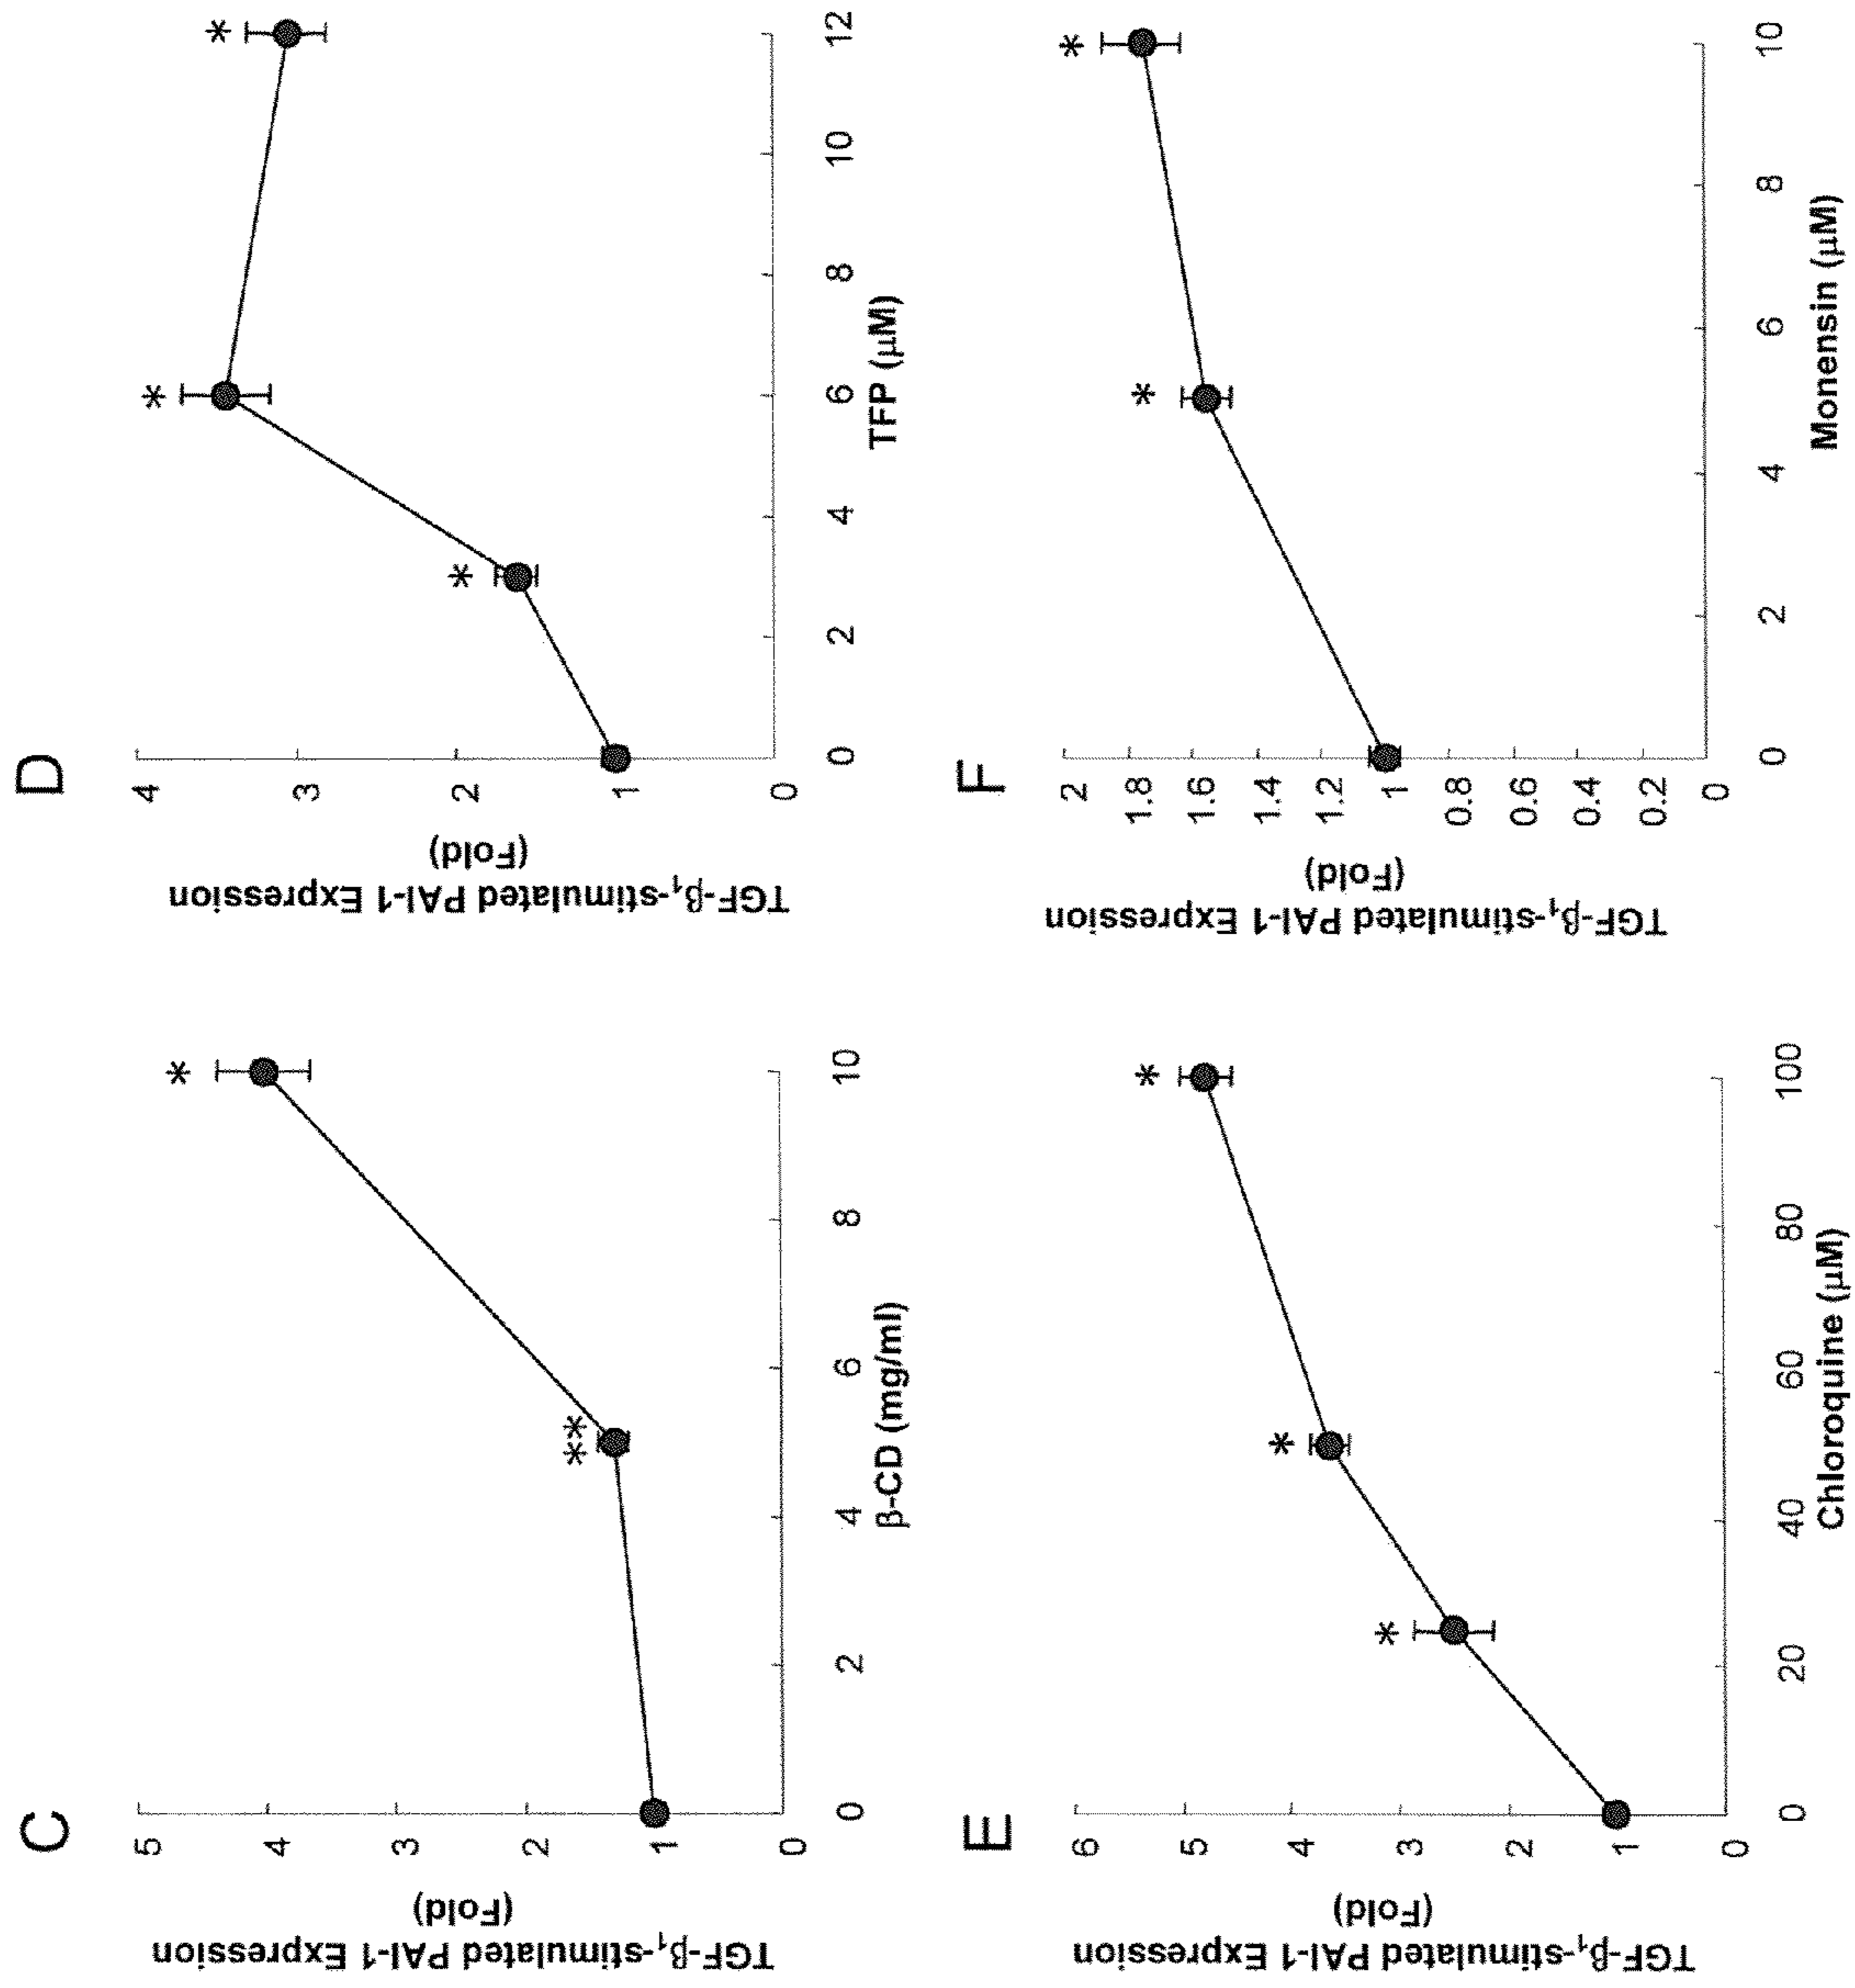 C
TGF-β1-stimulated PAI-1 Expression
(Fold)
5
4
3
2
1
0
*
**
0 2 4 6 8 10
β-CD (mg/ml)
D
TGF-β1-stimulated PAI-1 Expression
(Fold)
4
3
2
1
0
*
*
*
0 2 4 6 8 10 12
TFP (μM)
E
TGF-β1-stimulated PAI-1 Expression
(Fold)
6
5
4
3
2
1
0
*
*
*
0 20 40 60 80 100
Chloroquine (μM)
F
TGF-β1-stimulated PAI-1 Expression
(Fold)
2
1.8
1.6
1.4
1.2
1
0.8
0.6
0.4
0.2
0
*
*
0 2 4 6 8 10
Monensin (μM)